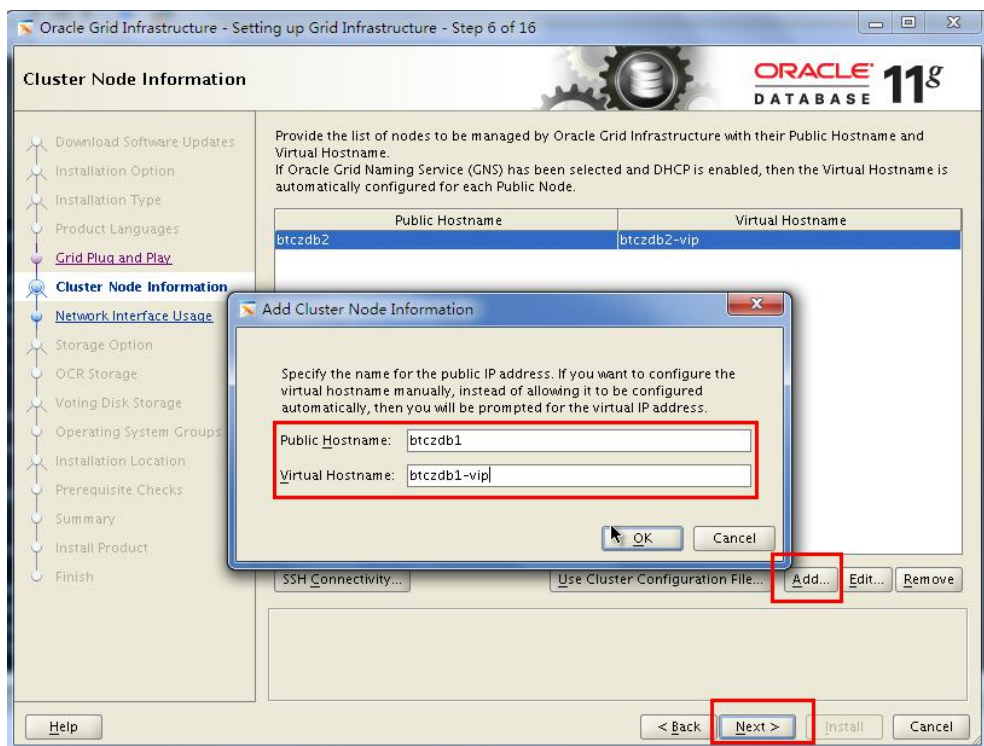 Oracle Grid Infrastructure - Setting up Grid Infrastructure - Step 6 of 16
Cluster Node Information
ORACLE
DATABASE
11g
Download Software Updates
Installation Option
Installation Type
Product Languages
Grid Plug and Play
Cluster Node Information
Network Interface Usage
Storage Option
OCR Storage
Voting Disk Storage
Operating System Groups
Installation Location
Prerequisite Checks
Summary
Install Product
Finish
Provide the list of nodes to be managed by Oracle Grid Infrastructure with their Public Hostname and
Virtual Hostname.
If Oracle Grid Naming Service (GNS) has been selected and DHCP is enabled, then the Virtual Hostname is
automatically configured for each Public Node.
Public Hostname Virtual Hostname
btczdb2 btczdb2-vip
Add Cluster Node Information
Specify the name for the public IP address. If you want to configure the
virtual hostname manually, instead of allowing it to be configured
automatically, then you will be prompted for the virtual IP address.
Public Hostname: btczdb1
Virtual Hostname: btczdb1-vip
OK Cancel
SSH Connectivity... Use Cluster Configuration File... Add... Edit... Remove
Help < Back Next > Install Cancel